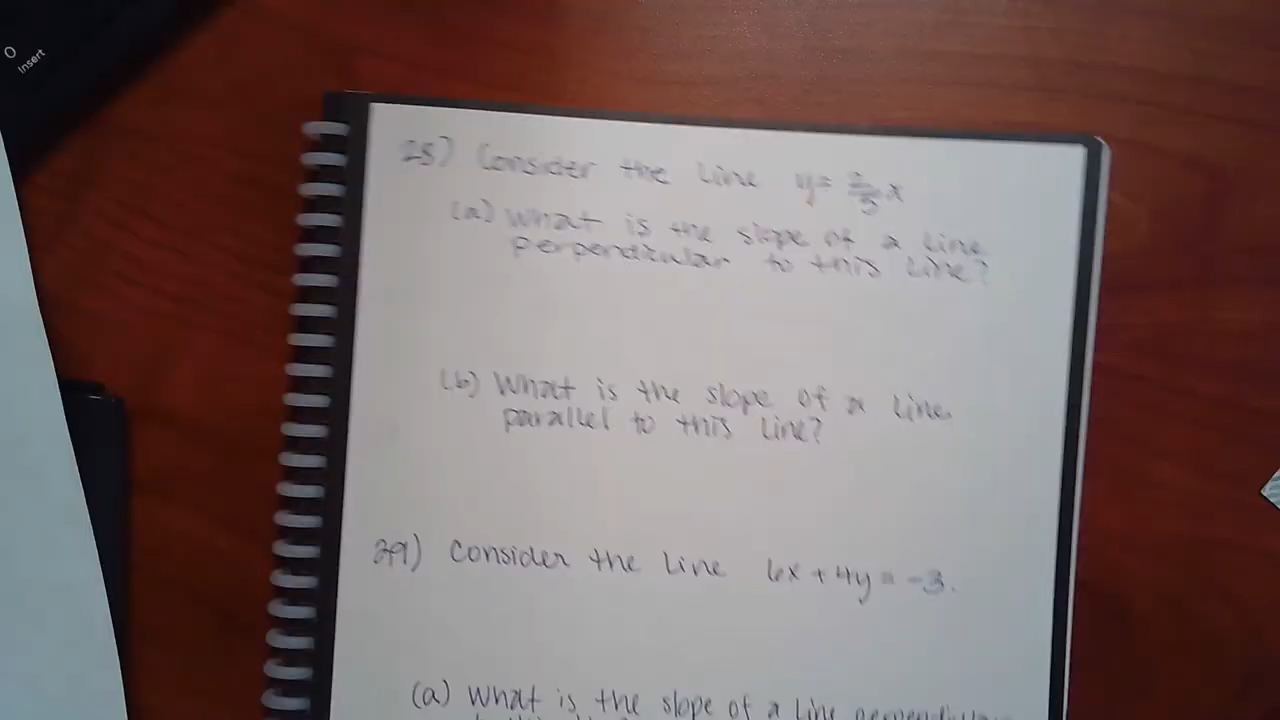 O
Insert
25) Consider the line y = 2/5 x
(a) What is the slope of a line
perpendicular to this line?
(b) What is the slope of a line
parallel to this line?
29) Consider the line 6x + 4y = -3.
(a) What is the slope of a line perpendicular